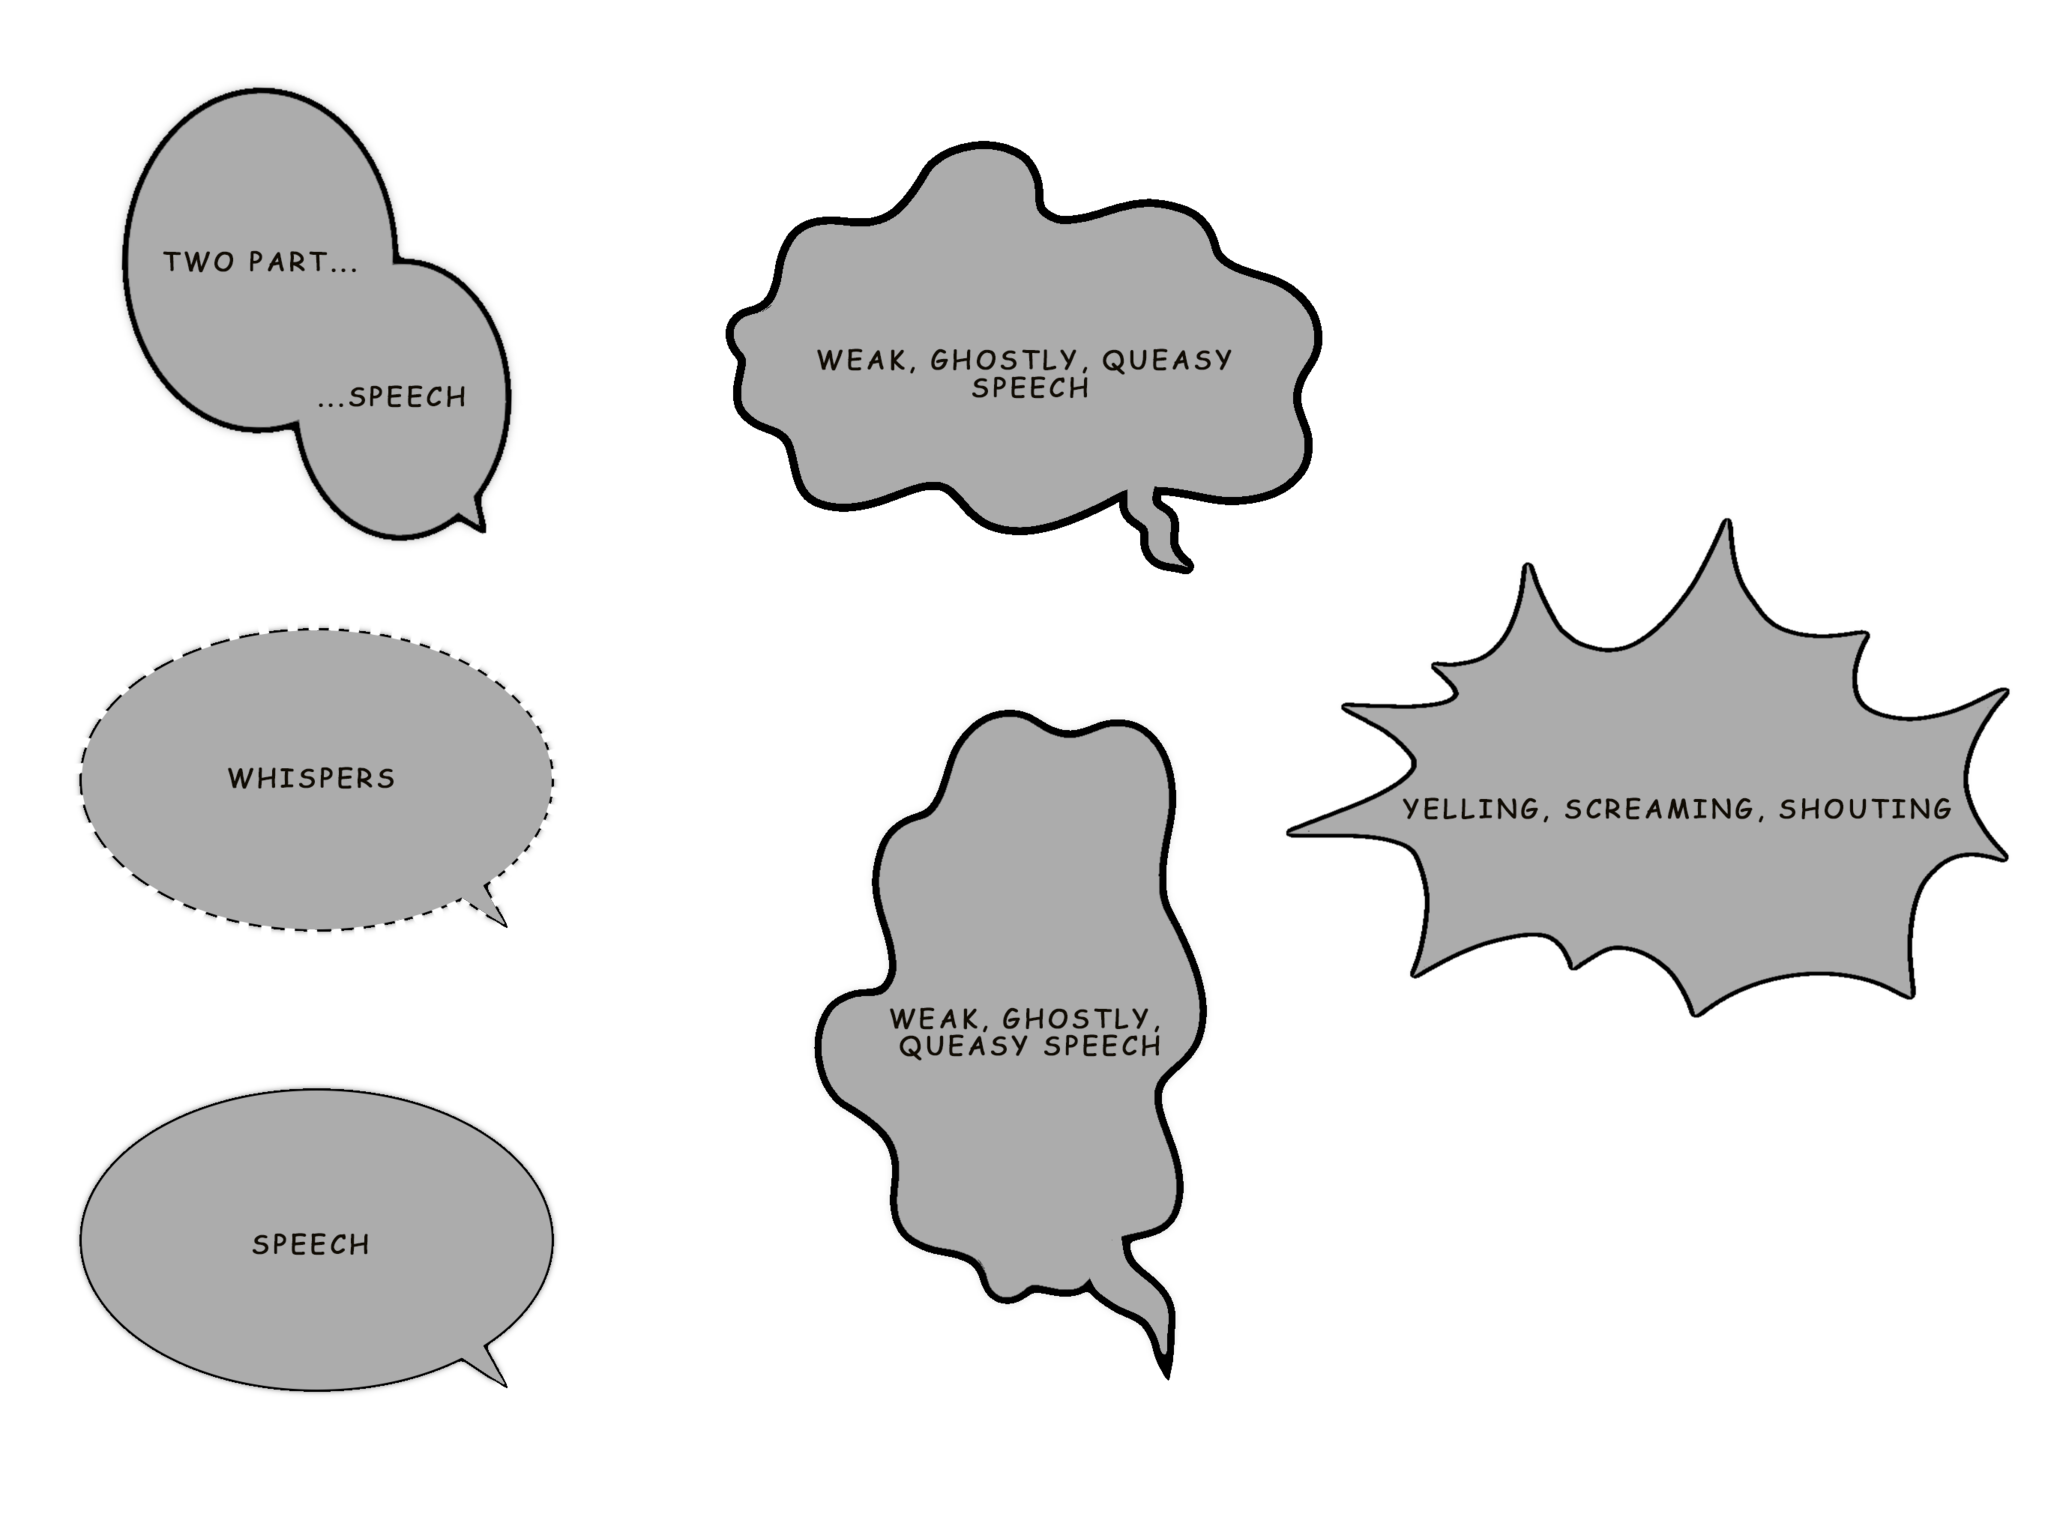 TWO PART...
...SPEECH
WEAK, GHOSTLY, QUEASY
SPEECH
WHISPERS
YELLING, SCREAMING, SHOUTING
WEAK, GHOSTLY,
QUEASY SPEECH
SPEECH